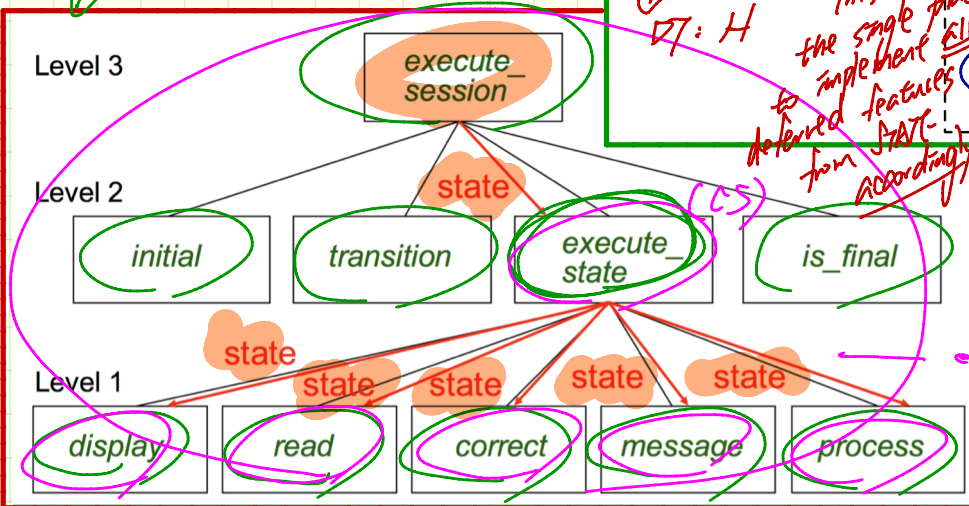 DT: H
the single
to implement all
deferred features
from STATE
accordingly
Level 3
execute_
session
Level 2
state
(CS)
initial
transition
execute_
state
is_final
Level 1
state
state
state
state
state
display
read
correct
message
process